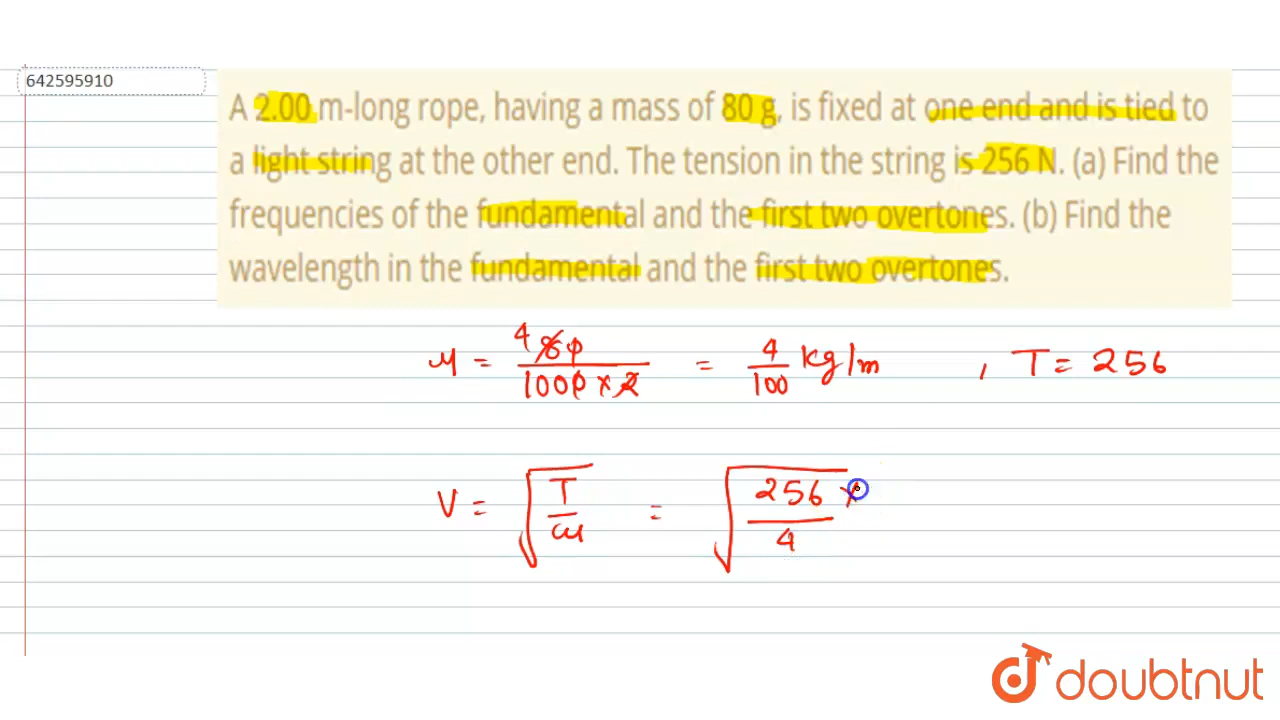 642595910
A 2.00 m-long rope, having a mass of 80 g, is fixed at one end and is tied to
a light string at the other end. The tension in the string is 256 N. (a) Find the
frequencies of the fundamental and the first two overtones. (b) Find the
wavelength in the fundamental and the first two overtones.
μ = 4 80 / 1000 × 2 = 4/100 kg/m , T = 256
V = √(T/μ) = √(256 × / 4)
doubtnut